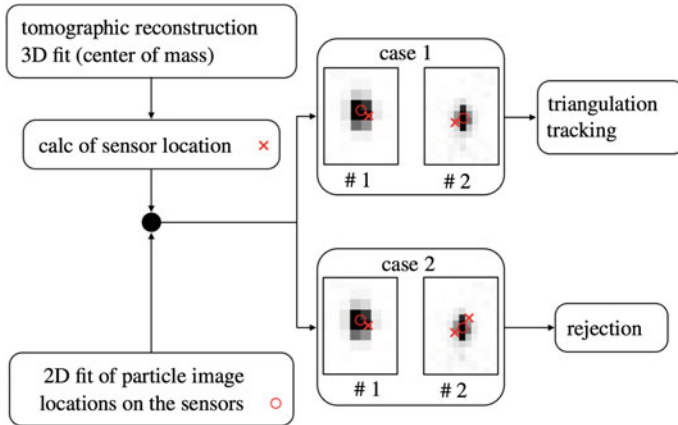 tomographic reconstruction
3D fit (center of mass)
calc of sensor location
2D fit of particle image
locations on the sensors
case 1
# 1
# 2
triangulation
tracking
case 2
# 1
# 2
rejection